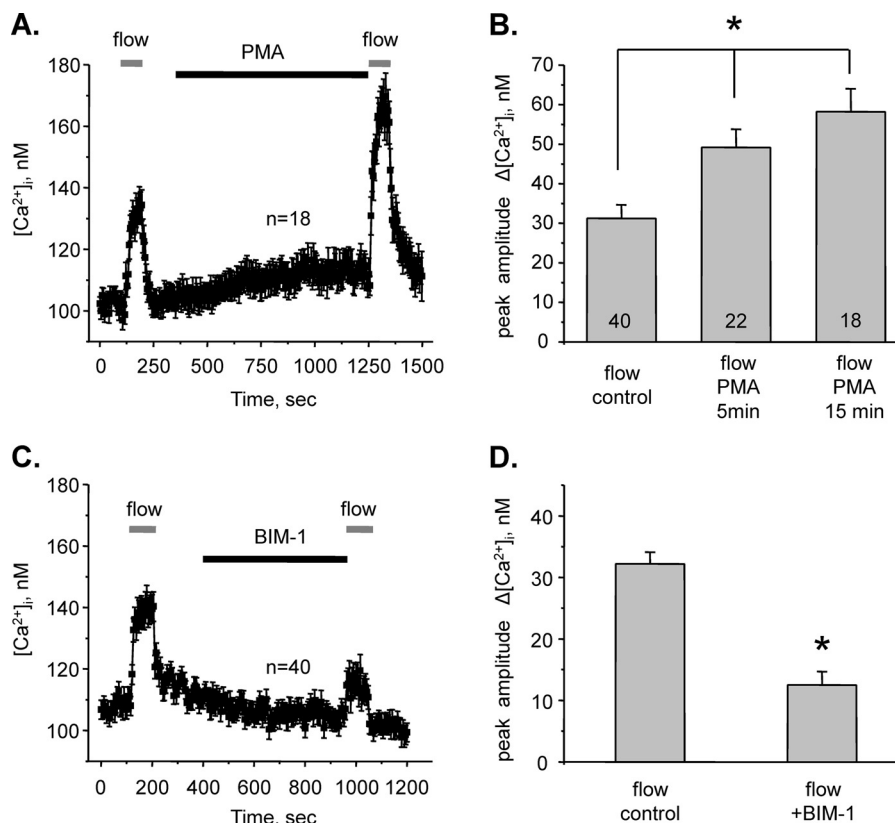 A.
flow
PMA
flow
180
160
140
120
100
[Ca²⁺]ᵢ, nM
n=18
0 250 500 750 1000 1250 1500
Time, sec
B.
*
70
60
50
40
30
20
10
0
peak amplitude Δ[Ca²⁺]ᵢ, nM
40 22 18
flow control
flow PMA 5min
flow PMA 15 min
C.
flow
BIM-1
flow
180
160
140
120
100
[Ca²⁺]ᵢ, nM
n=40
0 200 400 600 800 1000 1200
Time, sec
D.
*
40
30
20
10
0
peak amplitude Δ[Ca²⁺]ᵢ, nM
flow control
flow +BIM-1